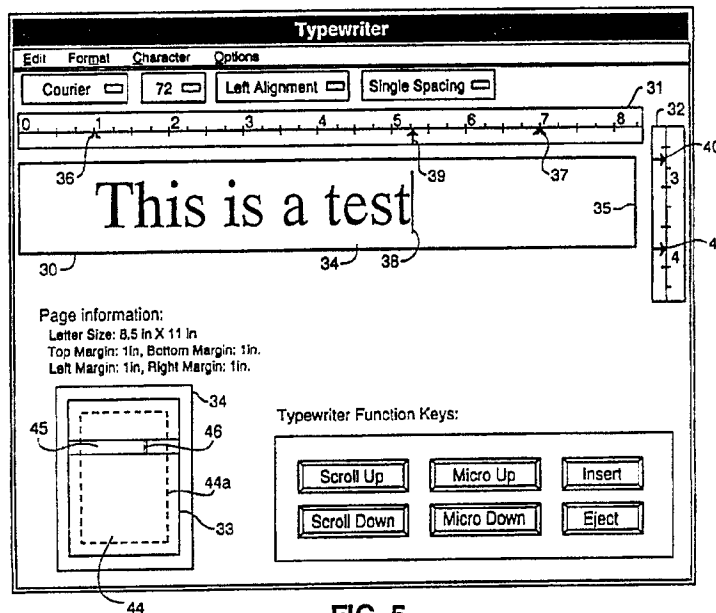 Typewriter
Edit Format Character Options
Courier 72 Left Alignment Single Spacing
31
32
0 1 2 3 4 5 6 7 8
40
3
36 39 37
This is a test
35
4
4
30 34 38
Page information:
Letter Size: 8.5 in X 11 in
Top Margin: 1in, Bottom Margin: 1in.
Left Margin: 1in, Right Margin: 1in.
34
45 46
Typewriter Function Keys:
44a
33
Scroll Up Micro Up Insert
Scroll Down Micro Down Eject
44
FIG. 5